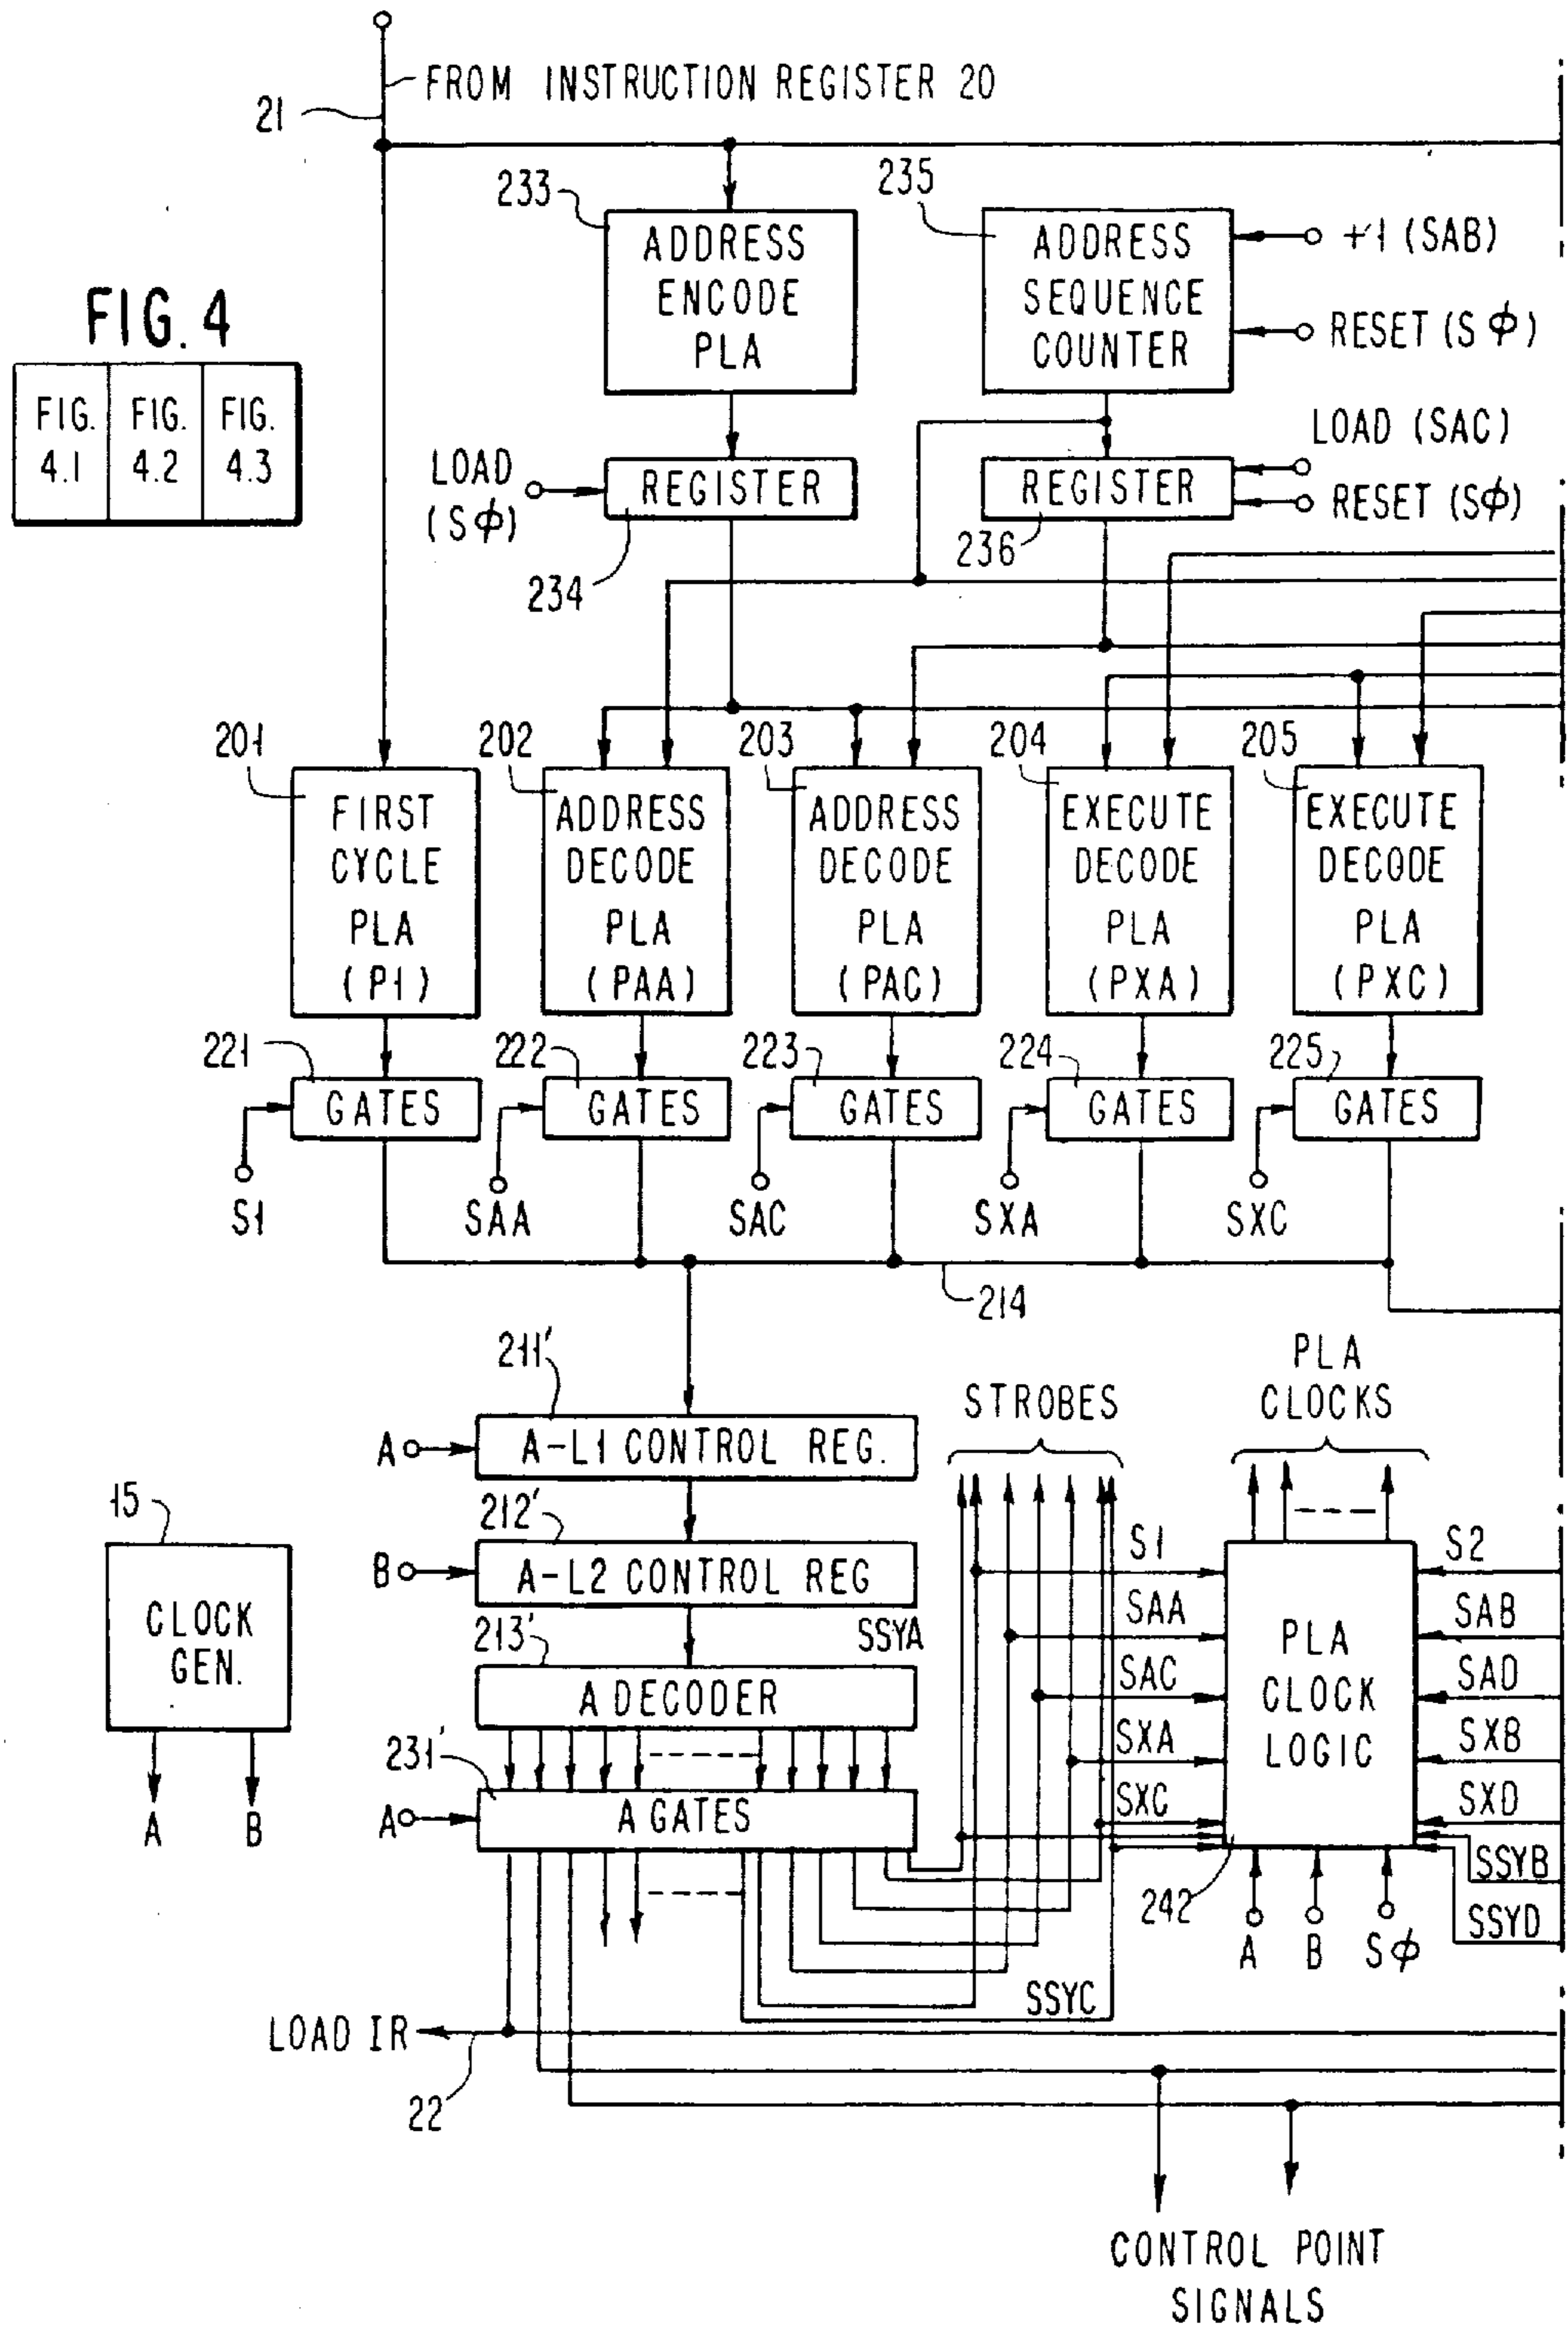 FROM INSTRUCTION REGISTER 20
21
233
235
ADDRESS
ENCODE
PLA
ADDRESS
SEQUENCE
COUNTER
+1 (SAB)
RESET (Sϕ)
FIG. 4
FIG.
4.1
FIG.
4.2
FIG.
4.3
LOAD
(Sϕ)
REGISTER
234
REGISTER
236
LOAD (SAC)
RESET (Sϕ)
201
202
203
204
205
FIRST
CYCLE
PLA
(P1)
ADDRESS
DECODE
PLA
(PAA)
ADDRESS
DECODE
PLA
(PAC)
EXECUTE
DECODE
PLA
(PXA)
EXECUTE
DECODE
PLA
(PXC)
221
222
223
224
225
GATES
GATES
GATES
GATES
GATES
S1
SAA
SAC
SXA
SXC
214
211'
A
A-L1 CONTROL REG.
STROBES
PLA
CLOCKS
15
CLOCK
GEN.
A
B
212'
B
A-L2 CONTROL REG
213'
SSYA
A DECODER
231'
A
A GATES
S1
SAA
SAC
SXA
SXC
PLA
CLOCK
LOGIC
S2
SAB
SAD
SXB
SXD
SSYB
SSYD
242
A
B
Sϕ
SSYC
LOAD IR
22
CONTROL POINT
SIGNALS